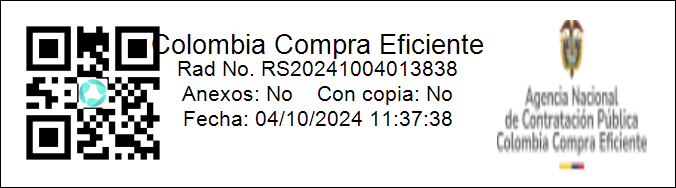 Colombia Compra Eficiente
Rad No. RS20241004013838
Anexos: No Con copia: No
Fecha: 04/10/2024 11:37:38
Agencia Nacional
de Contratación Pública
Colombia Compra Eficiente